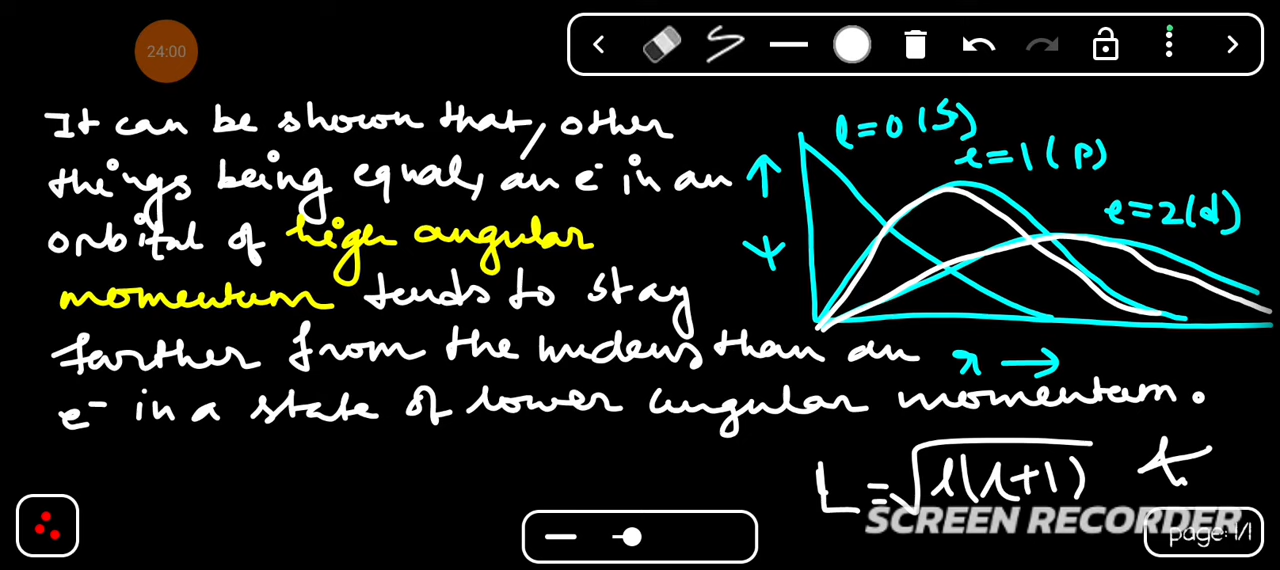 24:00
It can be shown that, other
things being equal, an e⁻ in an
orbital of high angular
momentum tends to stay
farther from the nucleus than an
e⁻ in a state of lower angular momentum.
l=0(S)
l=1(P)
l=2(d)
↑
ψ
r →
L = √l(l+1) ħ
SCREEN RECORDER
page:1/1